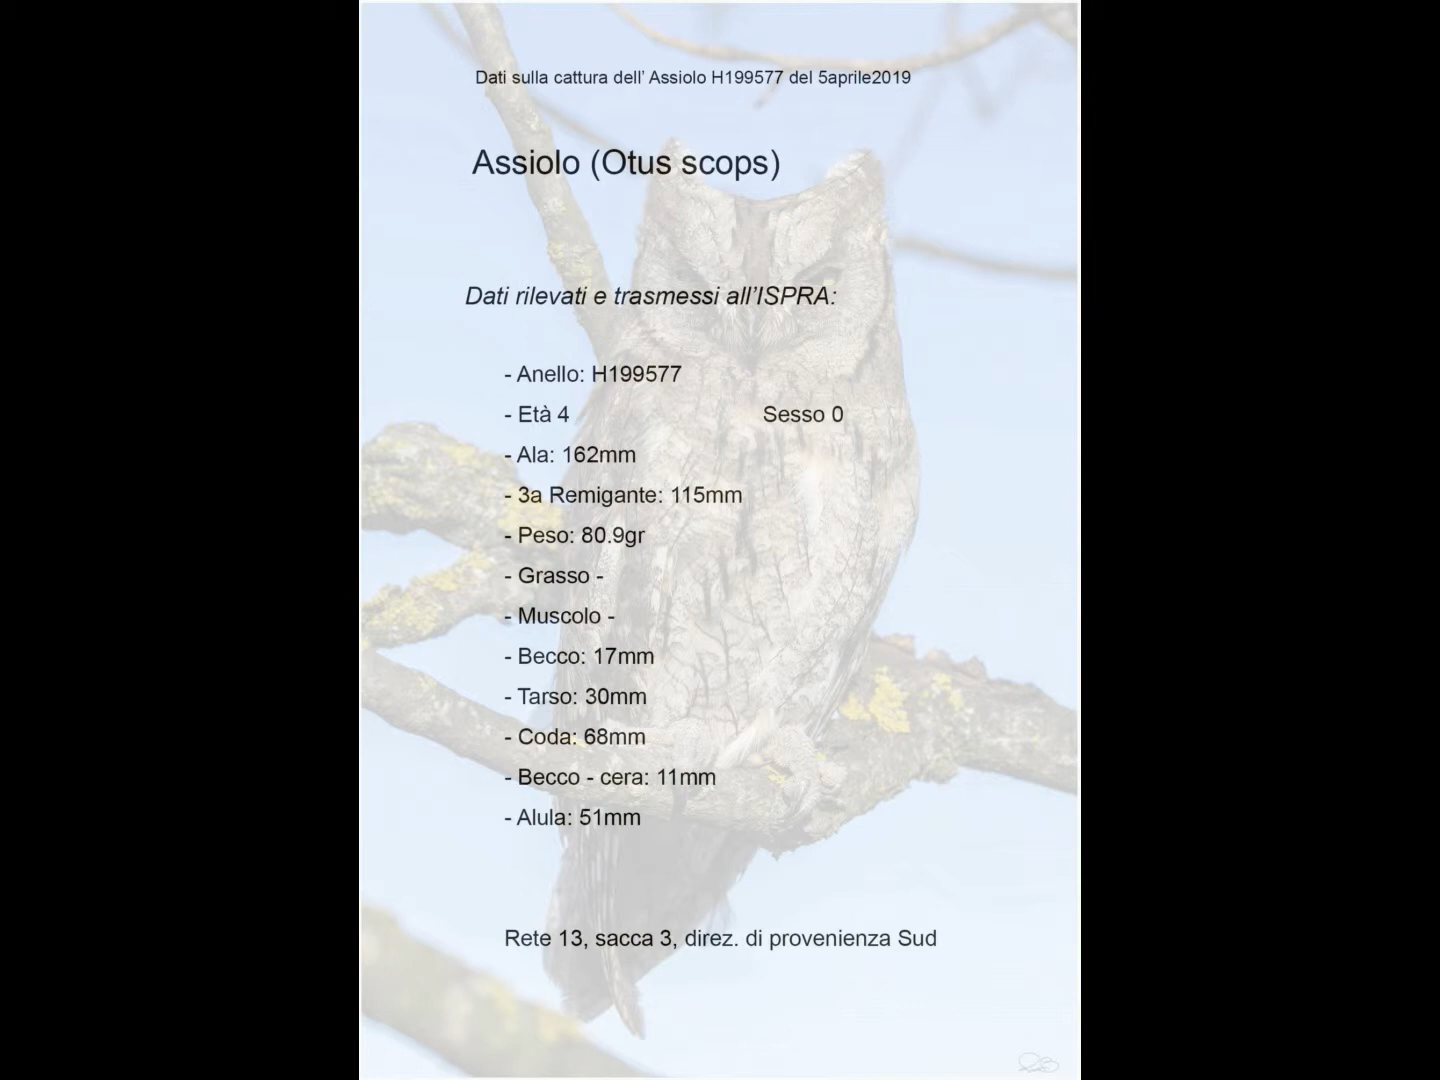 Dati sulla cattura dell' Assiolo H199577 del 5aprile2019
Assiolo (Otus scops)
Dati rilevati e trasmessi all'ISPRA:
- Anello: H199577
- Età 4 Sesso 0
- Ala: 162mm
- 3a Remigante: 115mm
- Peso: 80.9gr
- Grasso -
- Muscolo -
- Becco: 17mm
- Tarso: 30mm
- Coda: 68mm
- Becco - cera: 11mm
- Alula: 51mm
Rete 13, sacca 3, direz. di provenienza Sud